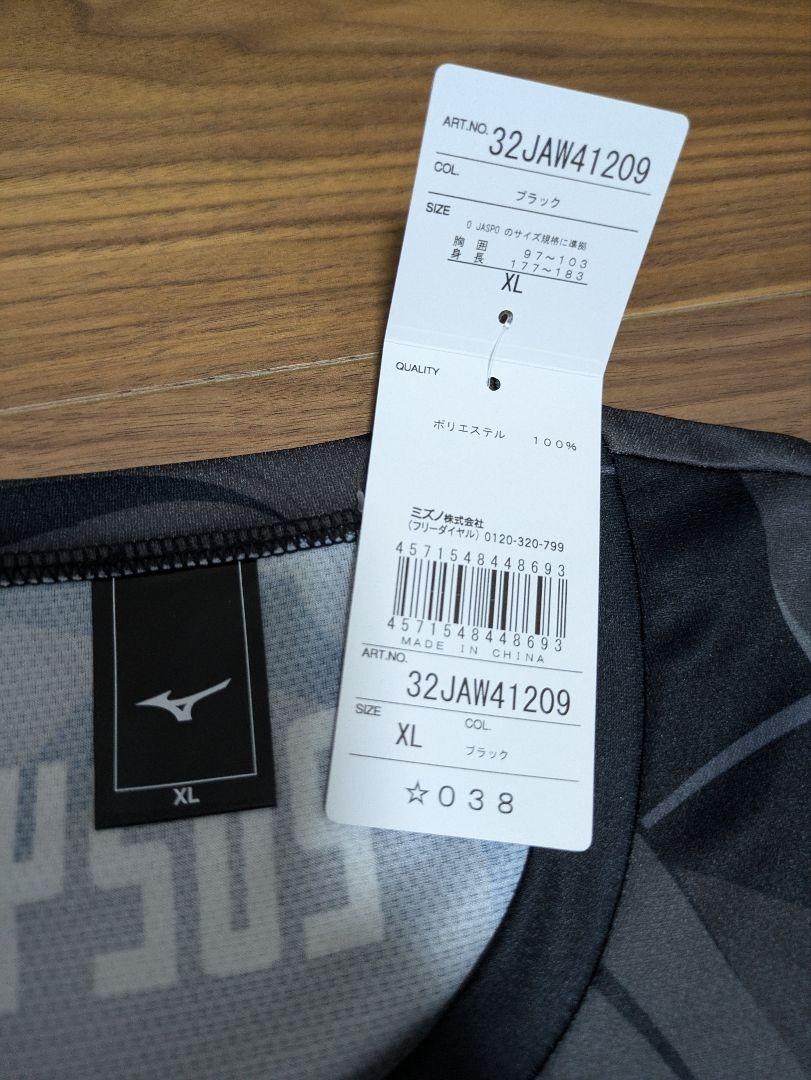 ART.NO. 32JAW41209
COL. ブラック
SIZE
O JASPO のサイズ規格に準拠
胸囲 97～103
身長 177～183
XL
QUALITY
ポリエステル 100%
ミズノ株式会社
(フリーダイヤル) 0120-320-799
4571548448693
4571548448693
MADE IN CHINA
ART.NO. 32JAW41209
SIZE XL COL. ブラック
☆038
XL